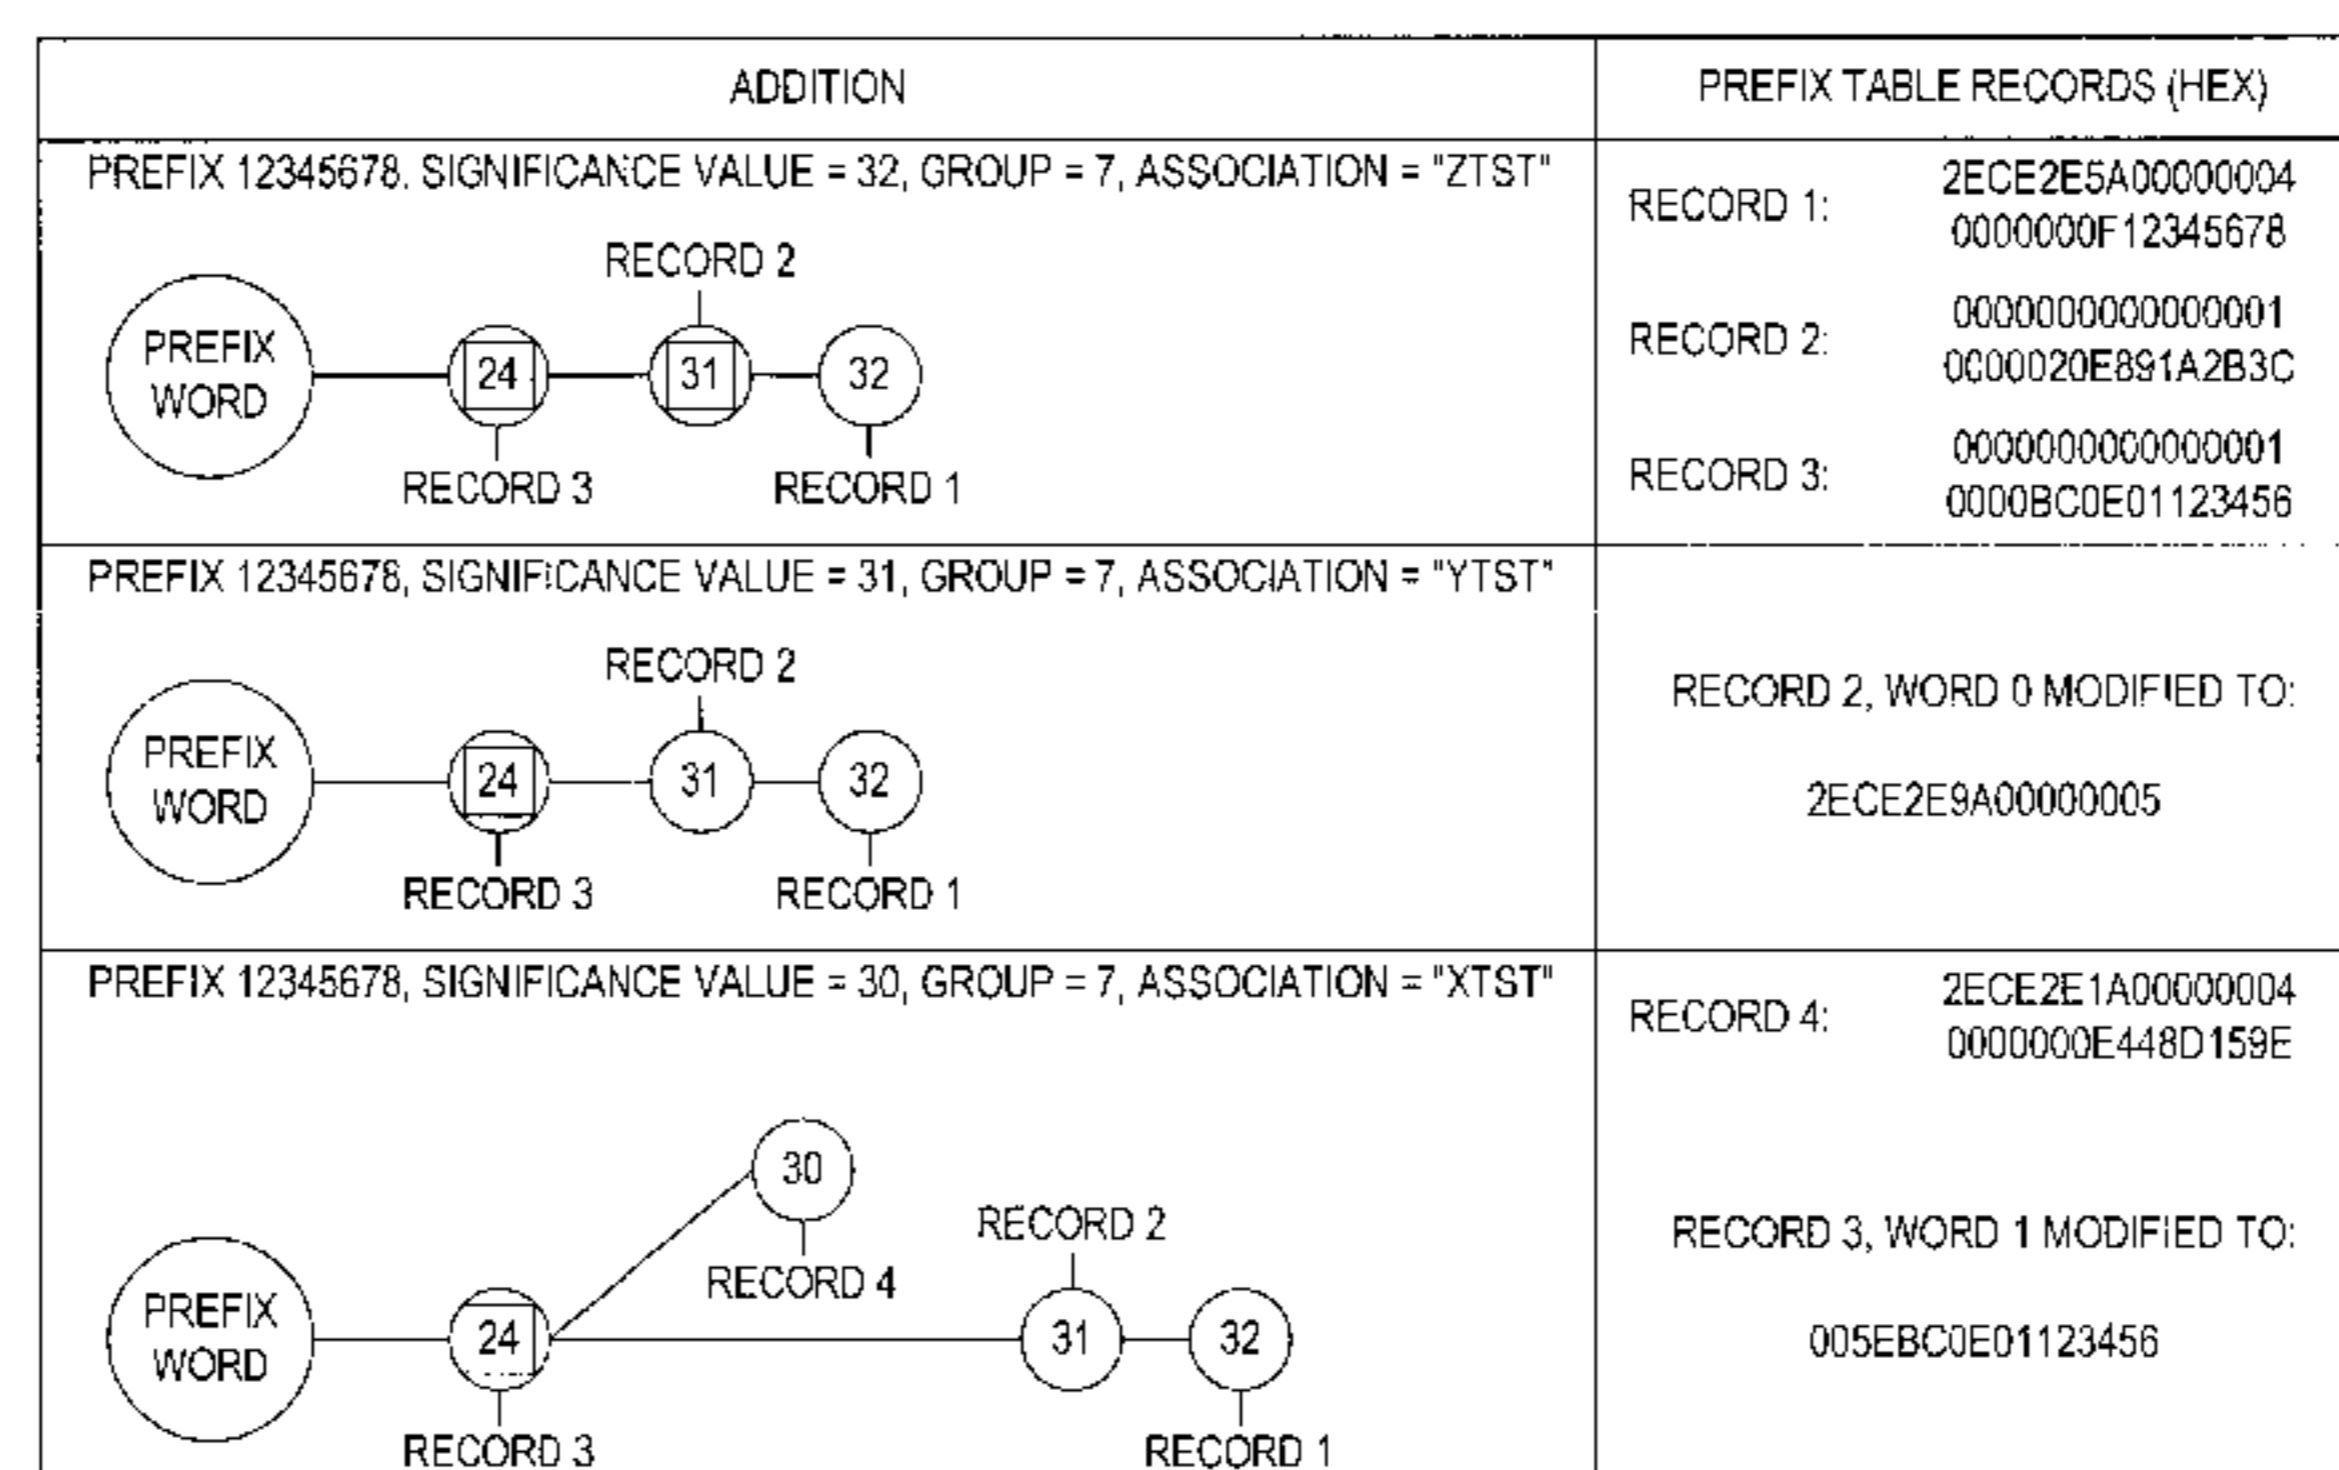 ADDITION
PREFIX TABLE RECORDS (HEX)
PREFIX 12345678, SIGNIFICANCE VALUE = 32, GROUP = 7, ASSOCIATION = "ZTST"
RECORD 2
PREFIX
WORD
24
31
32
RECORD 3
RECORD 1
RECORD 1:
2ECE2E5A00000004
0000000F12345678
RECORD 2:
0000000000000001
0000020E891A2B3C
RECORD 3:
0000000000000001
0000BC0E01123456
PREFIX 12345678, SIGNIFICANCE VALUE = 31, GROUP = 7, ASSOCIATION = "YTST"
RECORD 2
PREFIX
WORD
24
31
32
RECORD 3
RECORD 1
RECORD 2, WORD 0 MODIFIED TO:
2ECE2E9A00000005
PREFIX 12345678, SIGNIFICANCE VALUE = 30, GROUP = 7, ASSOCIATION = "XTST"
30
RECORD 4
RECORD 2
PREFIX
WORD
24
31
32
RECORD 3
RECORD 1
RECORD 4:
2ECE2E1A00000004
0000000E448D159E
RECORD 3, WORD 1 MODIFIED TO:
005EBC0E01123456